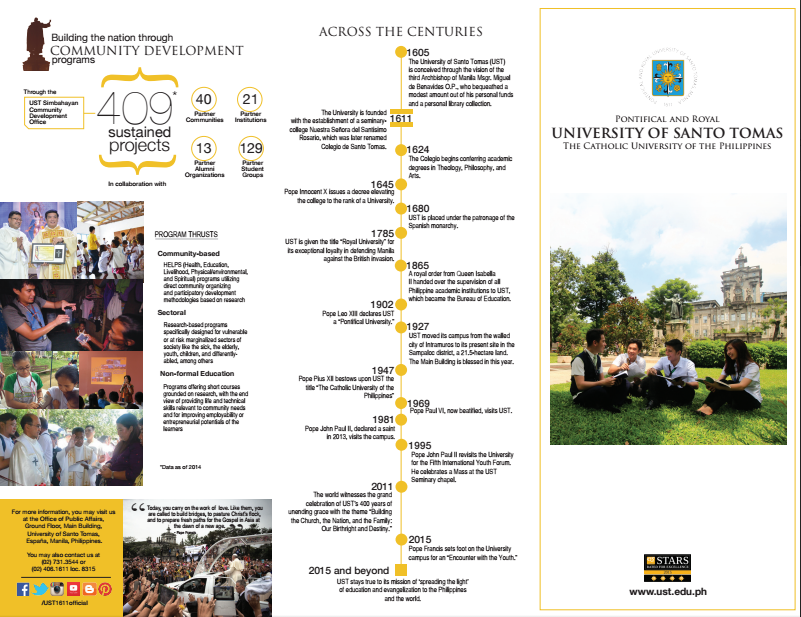 Building the nation through
COMMUNITY DEVELOPMENT
programs
Through the
UST Simbahayan
Community
Development
Office
409*
sustained
projects
In collaboration with
40
Partner
Communities
21
Partner
Institutions
13
Partner
Alumni
Organizations
129
Partner
Student
Groups
PROGRAM THRUSTS
Community-based
HELPS (Health, Education,
Livelihood, Physical/environmental,
and Spiritual) programs utilizing
direct community organizing
and participatory development
methodologies based on research
Sectoral
Research-based programs
specifically designed for vulnerable
or at risk marginalized sectors of
society like the sick, the elderly,
youth, children, and differently-
abled, among others
Non-formal Education
Programs offering short courses
grounded on research, with the end
view of providing life and technical
skills relevant to community needs
and for improving employability or
entrepreneurial potentials of the
learners
*Data as of 2014
For more information, you may visit us
at the Office of Public Affairs,
Ground Floor, Main Building,
University of Santo Tomas,
España, Manila, Philippines.
You may also contact us at
(02) 731.3544 or
(02) 406.1611 loc. 8315
/UST1611official
“Today, you carry on the work of love. Like them, you
are called to build bridges, to pasture Christ's flock,
and to prepare fresh paths for the Gospel in Asia at
the dawn of a new age.
- Pope Francis
ACROSS THE CENTURIES
1605
The University of Santo Tomas (UST)
is conceived through the vision of the
third Archbishop of Manila Msgr. Miguel
de Benavides O.P., who bequeathed a
modest amount out of his personal funds
and a personal library collection.
1611
The University is founded
with the establishment of a seminary-
college Nuestra Señora del Santisimo
Rosario, which was later renamed
Colegio de Santo Tomas.
1624
The Colegio begins conferring academic
degrees in Theology, Philosophy, and
Arts.
1645
Pope Innocent X issues a decree elevating
the college to the rank of a University.
1680
UST is placed under the patronage of the
Spanish monarchy.
1785
UST is given the title “Royal University” for
its exceptional loyalty in defending Manila
against the British invasion.
1865
A royal order from Queen Isabella
II handed over the supervision of all
Philippine academic institutions to UST,
which became the Bureau of Education.
1902
Pope Leo XIII declares UST
a “Pontifical University.”
1927
UST moved its campus from the walled
city of Intramuros to its present site in the
Sampaloc district, a 21.5-hectare land.
The Main Building is blessed in this year.
1947
Pope Pius XII bestows upon UST the
title “The Catholic University of the
Philippines”
1969
Pope Paul VI, now beatified, visits UST.
1981
Pope John Paul II, declared a saint
in 2013, visits the campus.
1995
Pope John Paul II revisits the University
for the Fifth International Youth Forum.
He celebrates a Mass at the UST
Seminary chapel.
2011
The world witnesses the grand
celebration of UST's 400 years of
unending grace with the theme “Building
the Church, the Nation, and the Family:
Our Birthright and Destiny.”
2015
Pope Francis sets foot on the University
campus for an “Encounter with the Youth.”
2015 and beyond
UST stays true to its mission of “spreading the light”
of education and evangelization to the Philippines
and the world.
PONTIFICAL AND ROYAL
UNIVERSITY OF SANTO TOMAS
THE CATHOLIC UNIVERSITY OF THE PHILIPPINES
STARS
RATED FOR EXCELLENCE
www.ust.edu.ph